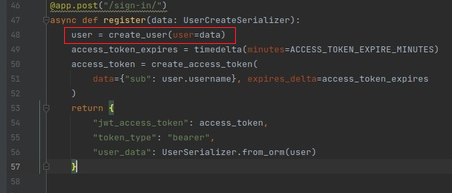 46 @app.post("/sign-in/")
47 async def register(data: UserCreateSerializer):
48 user = create_user(user=data)
49 access_token_expires = timedelta(minutes=ACCESS_TOKEN_EXPIRE_MINUTES)
50 access_token = create_access_token(
51 data={"sub": user.username}, expires_delta=access_token_expires
52 )
53 return {
54 "jwt_access_token": access_token,
55 "token_type": "bearer",
56 "user_data": UserSerializer.from_orm(user)
57 }
58